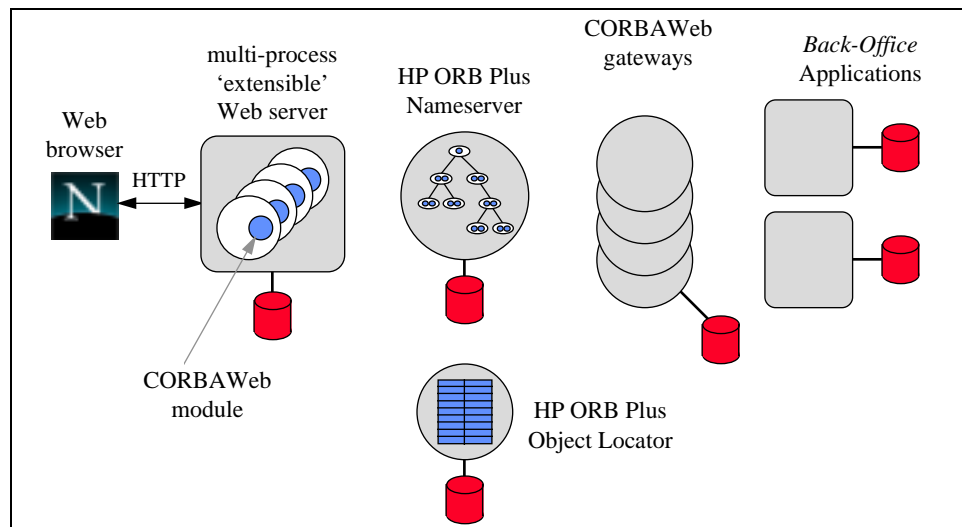 multi-process
‘extensible’
Web server
HP ORB Plus
Nameserver
CORBAWeb
gateways
Back-Office
Applications
Web
browser
HTTP
N
CORBAWeb
module
HP ORB Plus
Object Locator